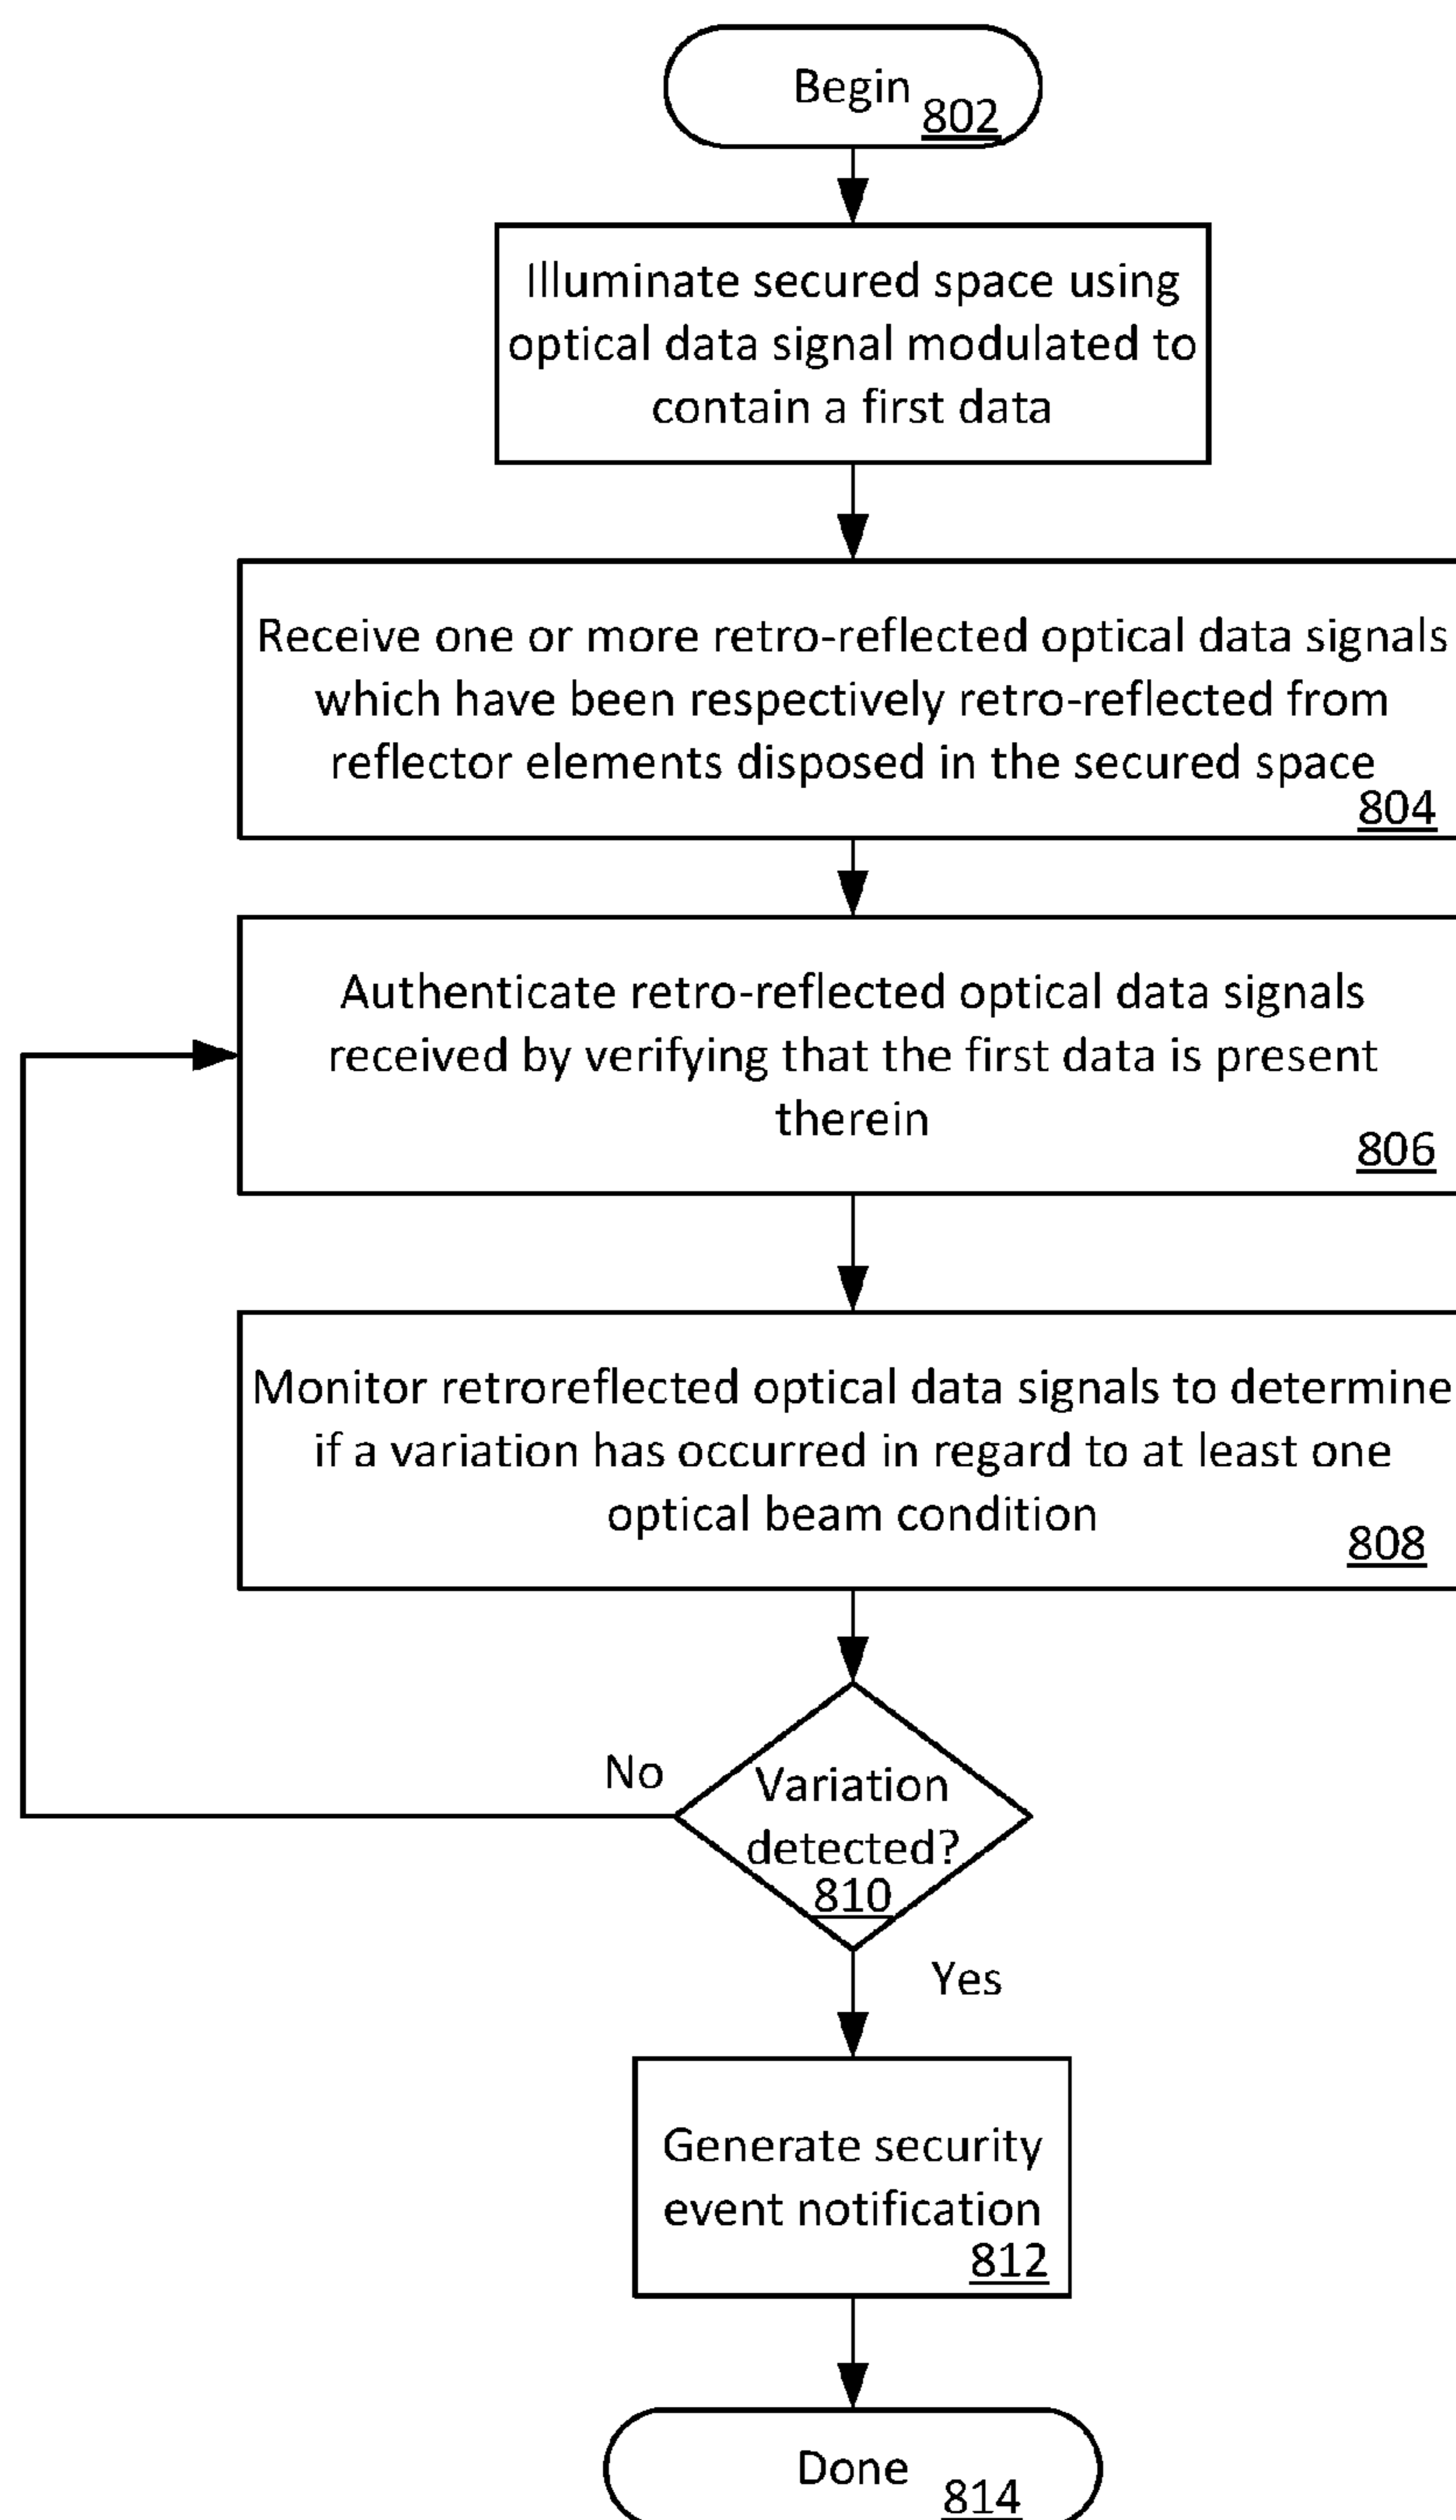 Begin
802
Illuminate secured space using
optical data signal modulated to
contain a first data
Receive one or more retro-reflected optical data signals
which have been respectively retro-reflected from
reflector elements disposed in the secured space
804
Authenticate retro-reflected optical data signals
received by verifying that the first data is present
therein
806
Monitor retroreflected optical data signals to determine
if a variation has occurred in regard to at least one
optical beam condition
808
No
Variation
detected?
810
Yes
Generate security
event notification
812
Done
814